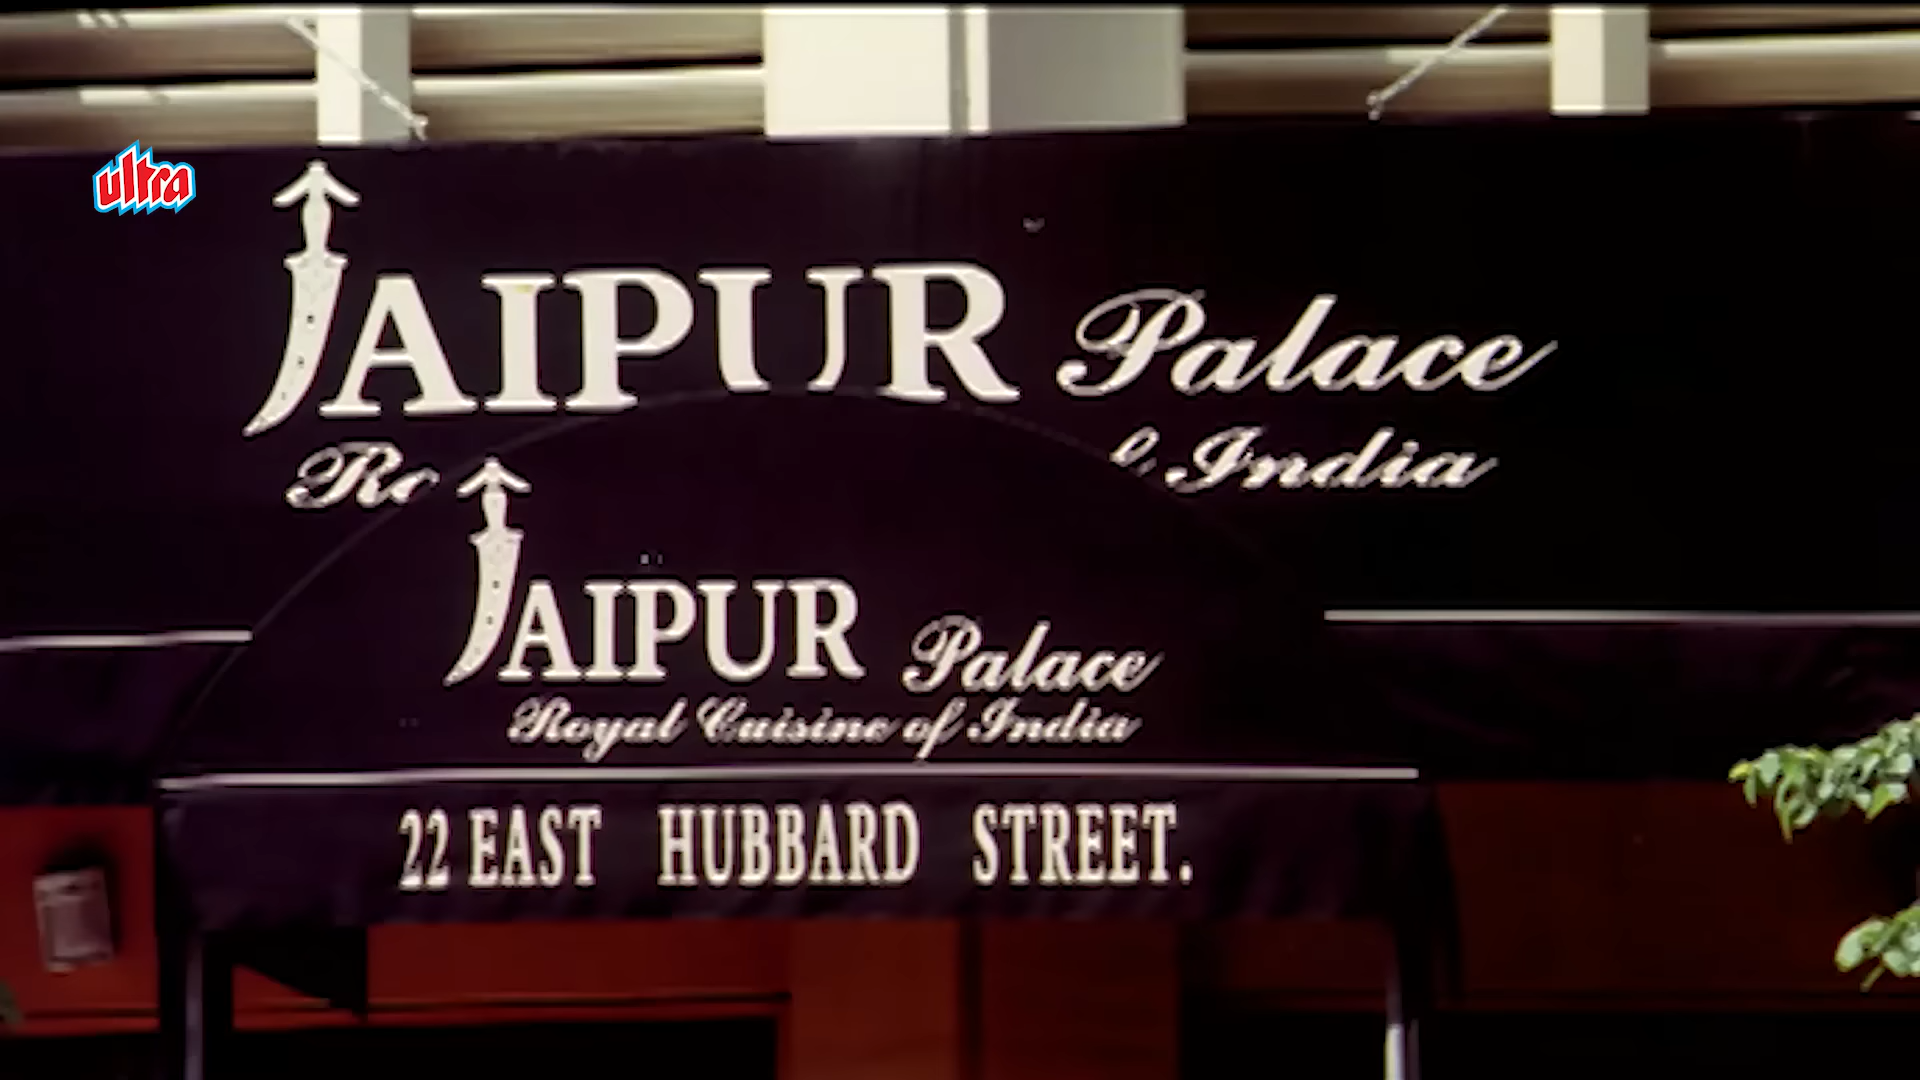 ultra
JAIPUR Palace
India
JAIPUR Palace
Royal Cuisine of India
22 EAST HUBBARD STREET.